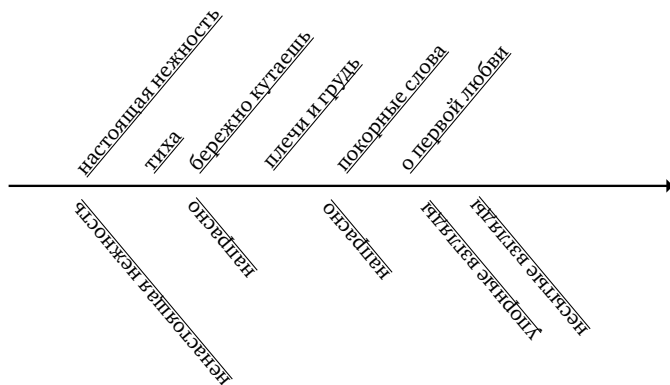 настоящая нежность
тиха
бережно кутаешь
плечи и грудь
покорные слова
о первой любви
ненастоящая нежность
напрасно
напрасно
упорные взгляды
несытые взгляды